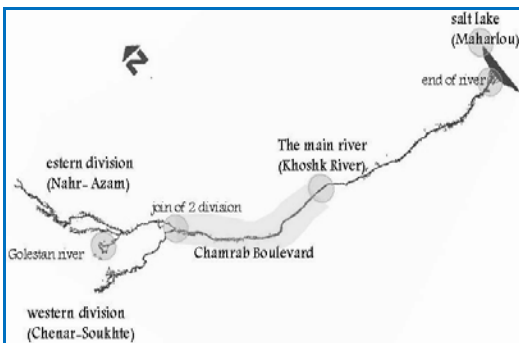 salt lake
(Maharlou)
end of river
The main river
(Khoshk River)
estern division
(Nahr- Azam)
join of 2 division
Golestan river
Chamrab Boulevard
western division
(Chenar-Soukhte)
N